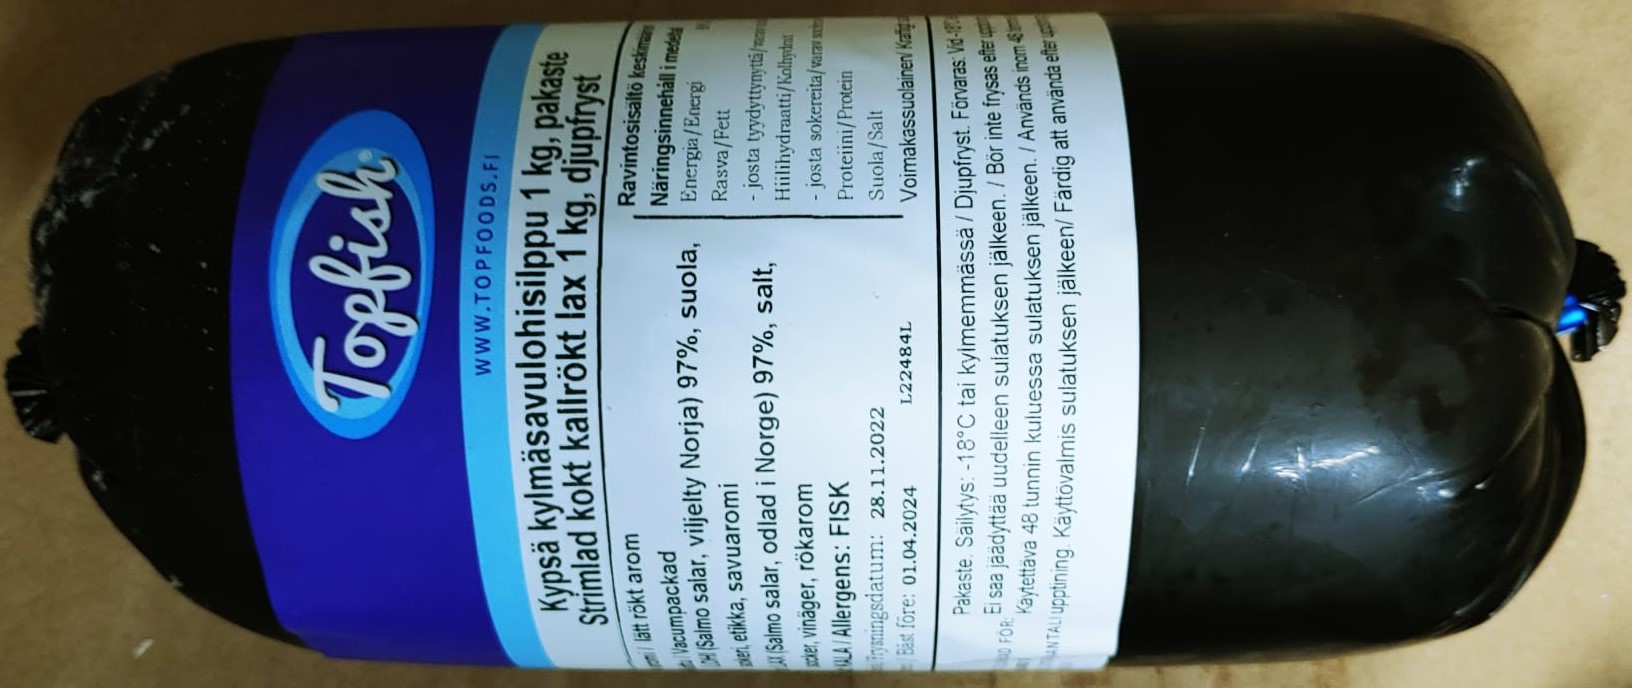 Topfish
WWW.TOPFOODS.FI
Kypsä kylmäsavulohisilppu 1 kg, pakaste
Strimlad kokt kallrökt lax 1 kg, djupfryst
lätt rökt arom
Vacumpackad
(Salmo salar, viljelty Norja) 97%, suola,
etikka, savuaromi
(Salmo salar, odlad i Norge) 97%, salt,
vinäger, rökarom
/ Allergens: FISK
28.11.2022
/ Bäst före: 01.04.2024 L22484L
Ravintosisältö
Näringsinnehåll i
Energia/Energi
Rasva/Fett
- josta tyydyttynyttä/
Hiilihydraatti/Kolhydrat
- josta sokereita/varav
Proteiini/Protein
Suola/Salt
Voimakassuolainen/
Pakaste. Säilytys: -18°C tai kylmemmässä / Djupfryst. Förvaras: Vid -18°C
Ei saa jäädyttää uudelleen sulatuksen jälkeen. / Bör inte frysas efter
Käytettävä 48 tunnin kuluessa sulatuksen jälkeen. / Används inom 48
upptining. Käyttövalmis sulatuksen jälkeen/ Färdig att använda efter